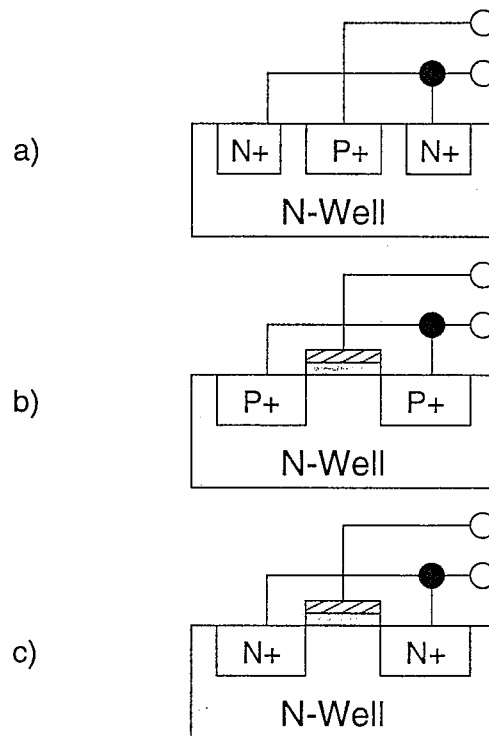 a)
N+ P+ N+
N-Well
b)
P+ P+
N-Well
c)
N+ N+
N-Well